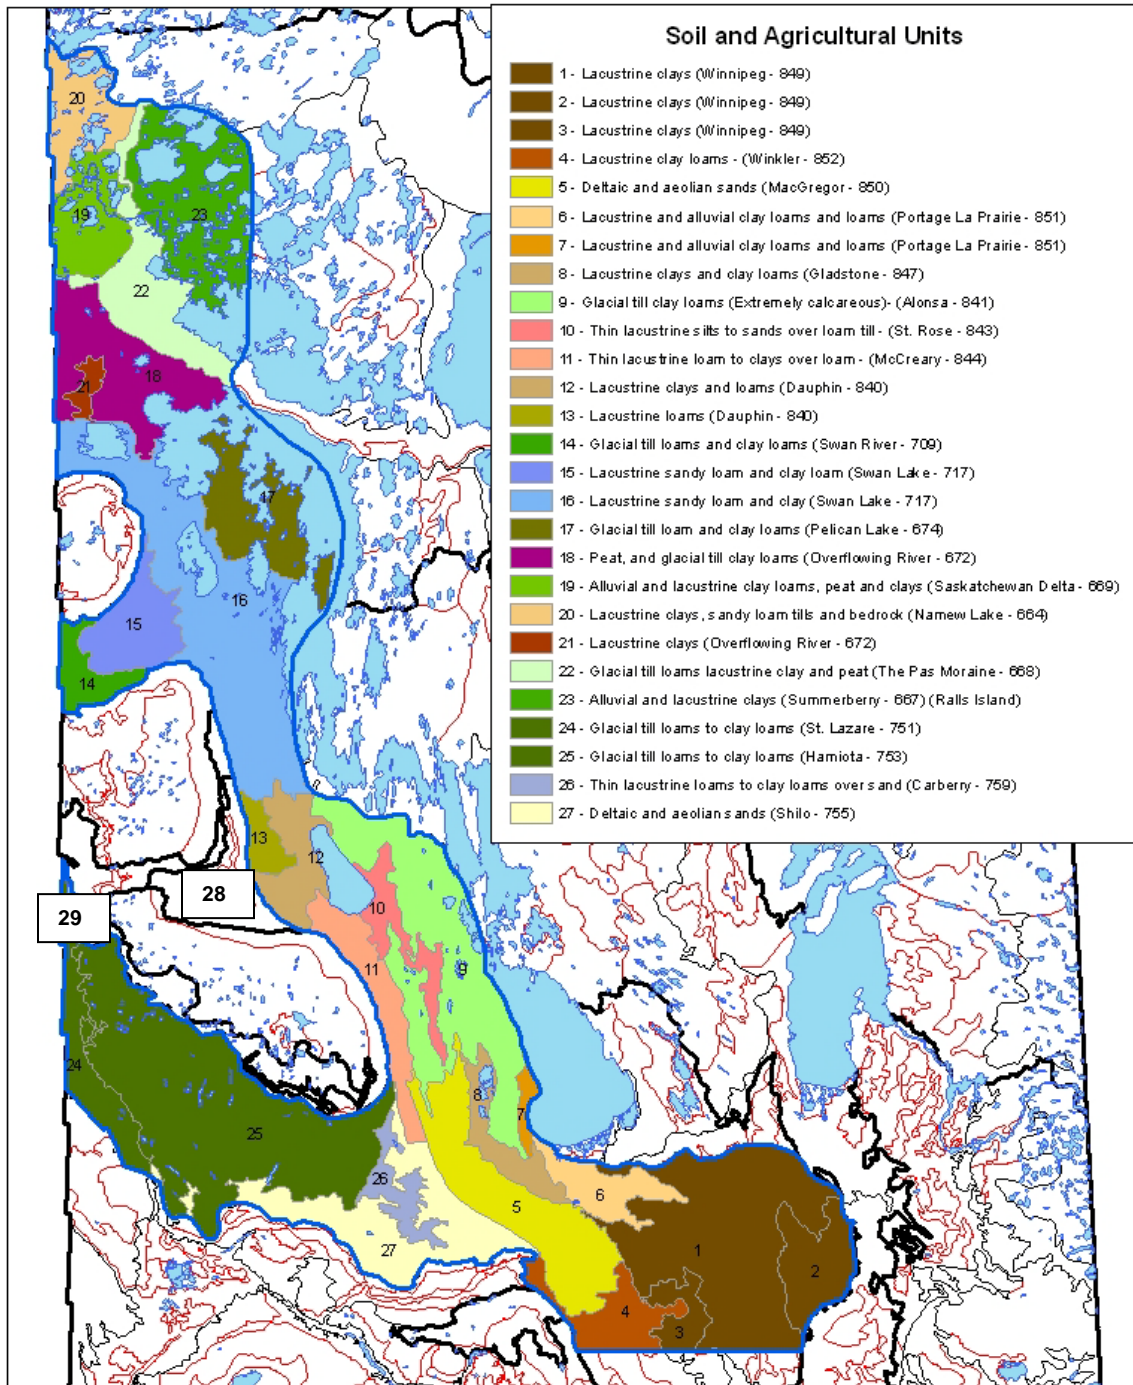 Soil and Agricultural Units
1 - Lacustrine clays (Winnipeg - 849)
2 - Lacustrine clays (Winnipeg - 849)
3 - Lacustrine clays (Winnipeg - 849)
4 - Lacustrine clay loams - (Winkler - 852)
5 - Deltaic and aeolian sands (MacGregor - 850)
6 - Lacustrine and alluvial clay loams and loams (Portage La Prairie - 851)
7 - Lacustrine and alluvial clay loams and loams (Portage La Prairie - 851)
8 - Lacustrine clays and clay loams (Gladstone - 847)
9 - Glacial till clay loams (Extremely calcareous)- (Alonsa - 841)
10 - Thin lacustrine silts to sands over loam till - (St. Rose - 843)
11 - Thin lacustrine loam to clays over loam - (McCreary - 844)
12 - Lacustrine clays and loams (Dauphin - 840)
13 - Lacustrine loams (Dauphin - 840)
14 - Glacial till loams and clay loams (Swan River - 709)
15 - Lacustrine sandy loam and clay loam (Swan Lake - 717)
16 - Lacustrine sandy loam and clay (Swan Lake - 717)
17 - Glacial till loam and clay loams (Pelican Lake - 674)
18 - Peat, and glacial till clay loams (Overflowing River - 672)
19 - Alluvial and lacustrine clay loams, peat and clays (Saskatchewan Delta - 669)
20 - Lacustrine clays, sandy loam tills and bedrock (Namew Lake - 664)
21 - Lacustrine clays (Overflowing River - 672)
22 - Glacial till loams lacustrine clay and peat (The Pas Moraine - 668)
23 - Alluvial and lacustrine clays (Summerberry - 667) (Ralls Island)
24 - Glacial till loams to clay loams (St. Lazare - 751)
25 - Glacial till loams to clay loams (Hamiota - 753)
26 - Thin lacustrine loams to clay loams over sand (Carberry - 759)
27 - Deltaic and aeolian sands (Shilo - 755)
20
19
23
22
21
18
17
16
15
14
13
12
28
29
10
11
9
24
8
7
25
26
6
5
27
1
2
4
3